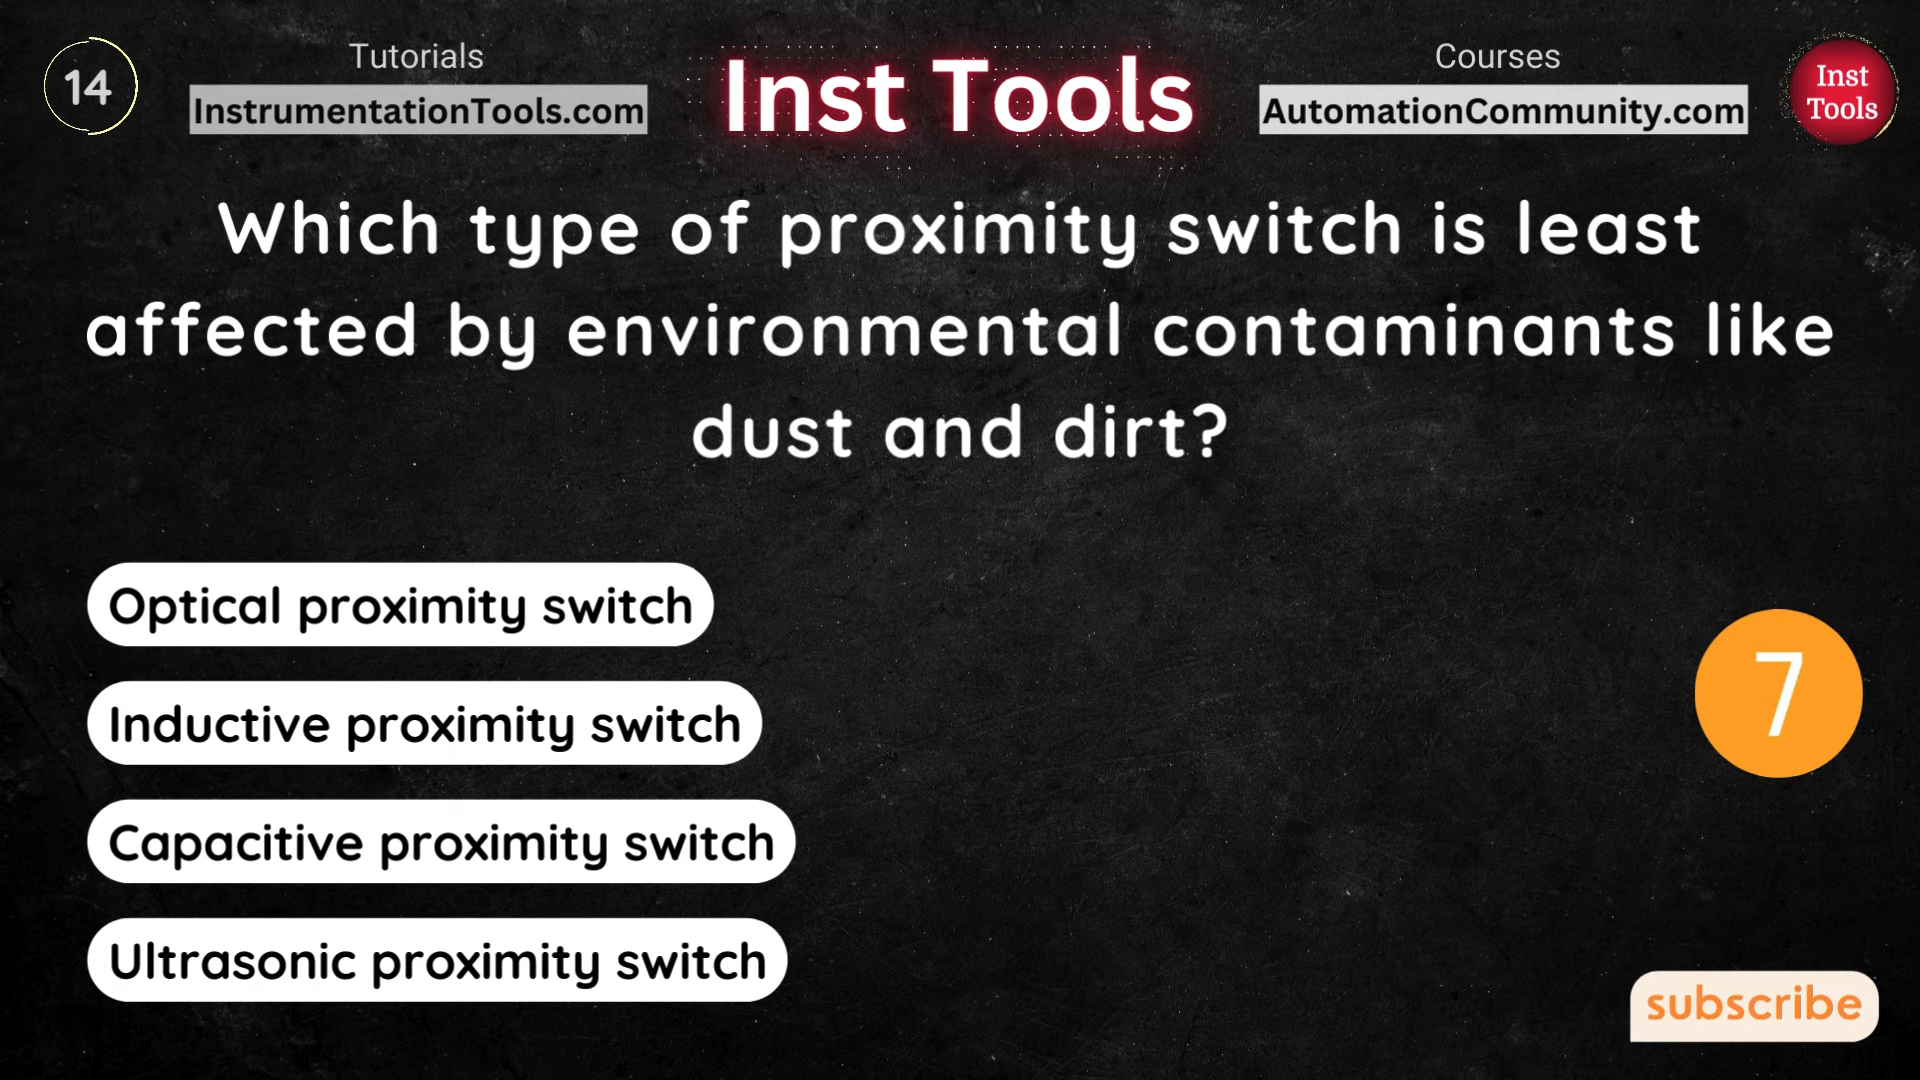 14
Tutorials
InstrumentationTools.com
Inst Tools
Courses
AutomationCommunity.com
Inst
Tools
Which type of proximity switch is least
affected by environmental contaminants like
dust and dirt?
Optical proximity switch
Inductive proximity switch
Capacitive proximity switch
Ultrasonic proximity switch
7
subscribe